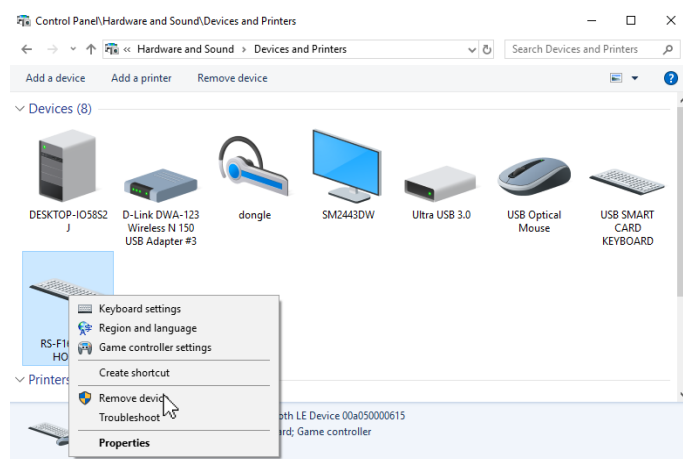 Control Panel\Hardware and Sound\Devices and Printers
« Hardware and Sound > Devices and Printers
Search Devices and Printers
Add a device Add a printer Remove device
Devices (8)
DESKTOP-IO58S2
J
D-Link DWA-123
Wireless N 150
USB Adapter #3
dongle
SM2443DW
Ultra USB 3.0
USB Optical
Mouse
USB SMART
CARD
KEYBOARD
Keyboard settings
Region and language
Game controller settings
Create shortcut
Remove device
Troubleshoot
Properties
Printers
LE Device 00a050000615
Game controller